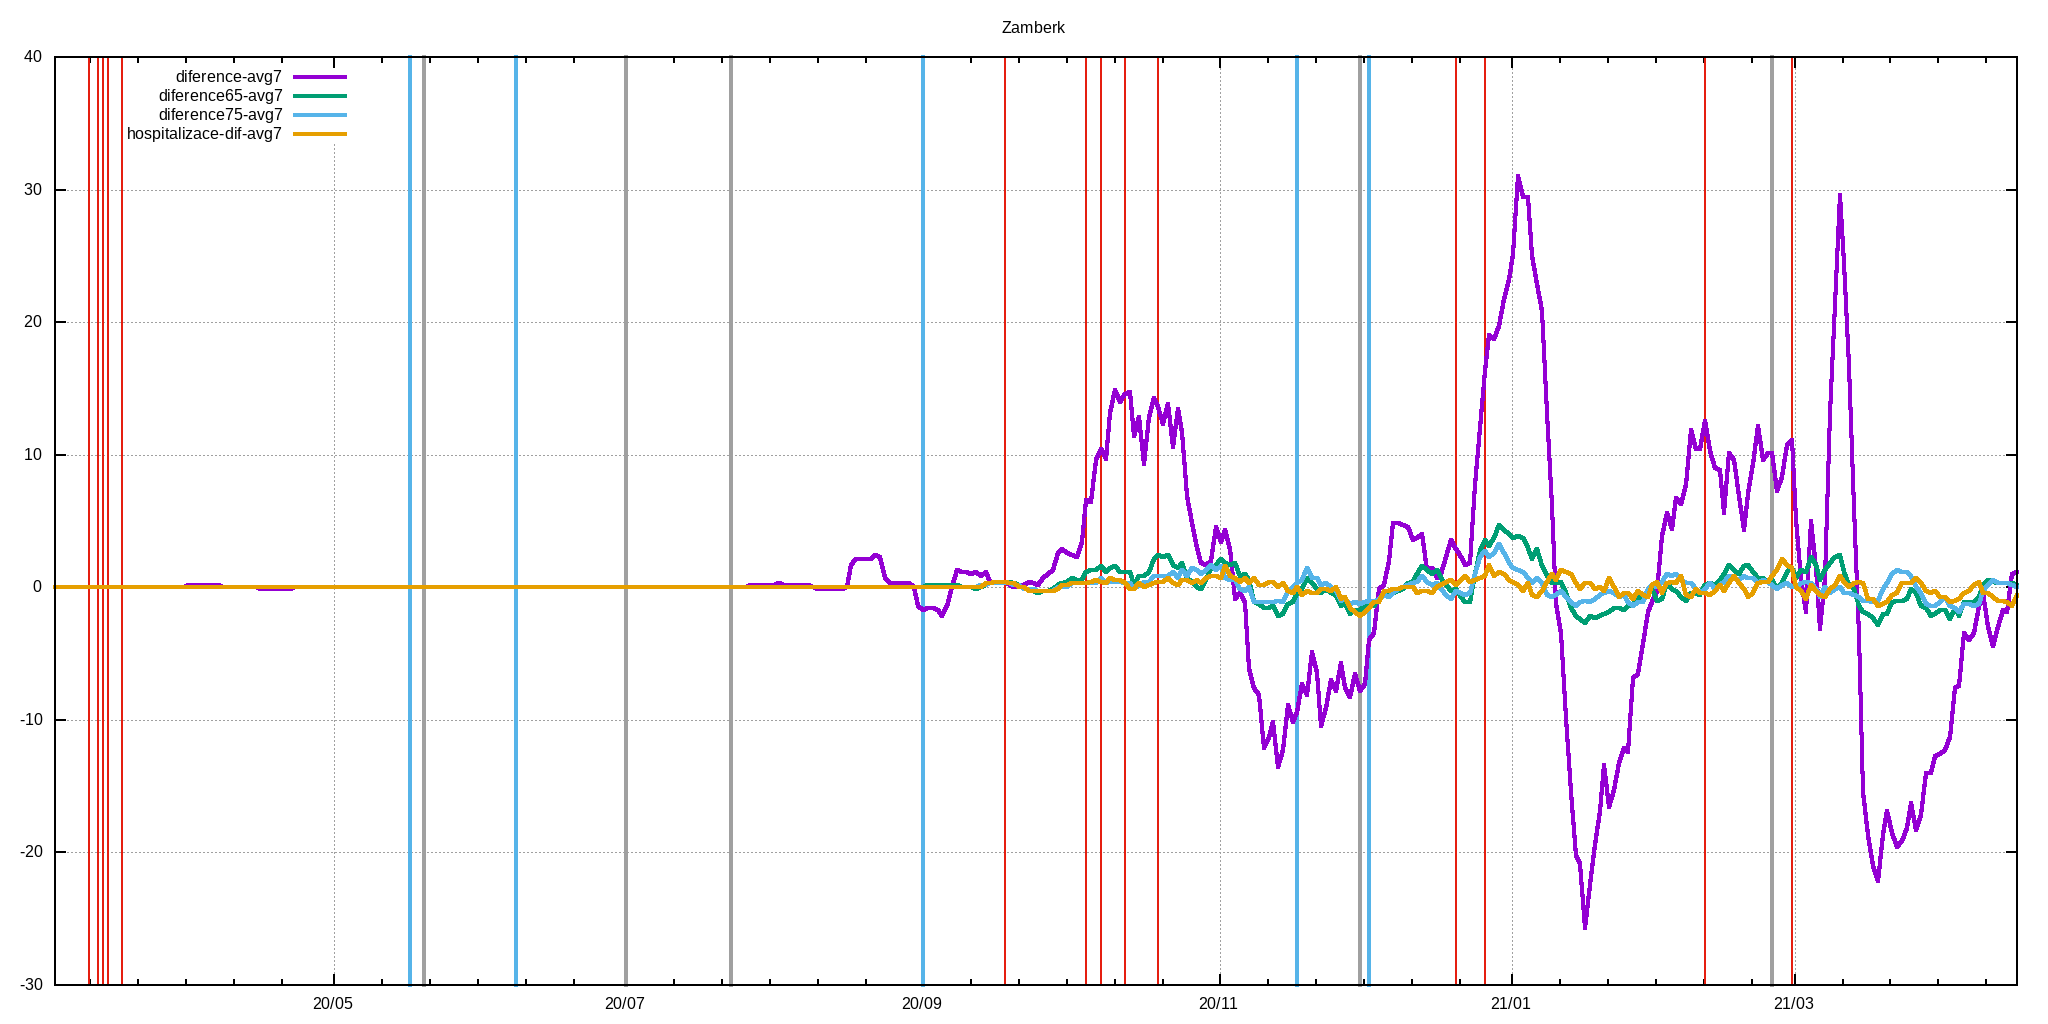 Zamberk
40
diference-avg7
diference65-avg7
diference75-avg7
hospitalizace-dif-avg7
30
20
10
0
-10
-20
-30
20/05 20/07 20/09 20/11 21/01 21/03